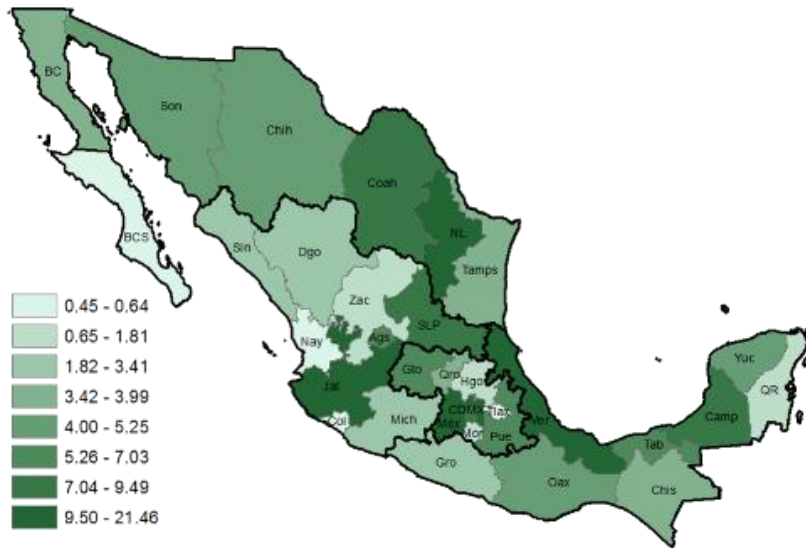 BC
Son
Chih
Coah
BCS
NL
Sin
Dgo
Tamps
Zac
SLP
Nay
Ags
Yuc
Jal
Gto
Qro
Hgo
QR
CDMX
Tlax
Camp
Col
Mich
Méx
Mor
Pue
Ver
Tab
Gro
Oax
Chis
0.45 - 0.64
0.65 - 1.81
1.82 - 3.41
3.42 - 3.99
4.00 - 5.25
5.26 - 7.03
7.04 - 9.49
9.50 - 21.46